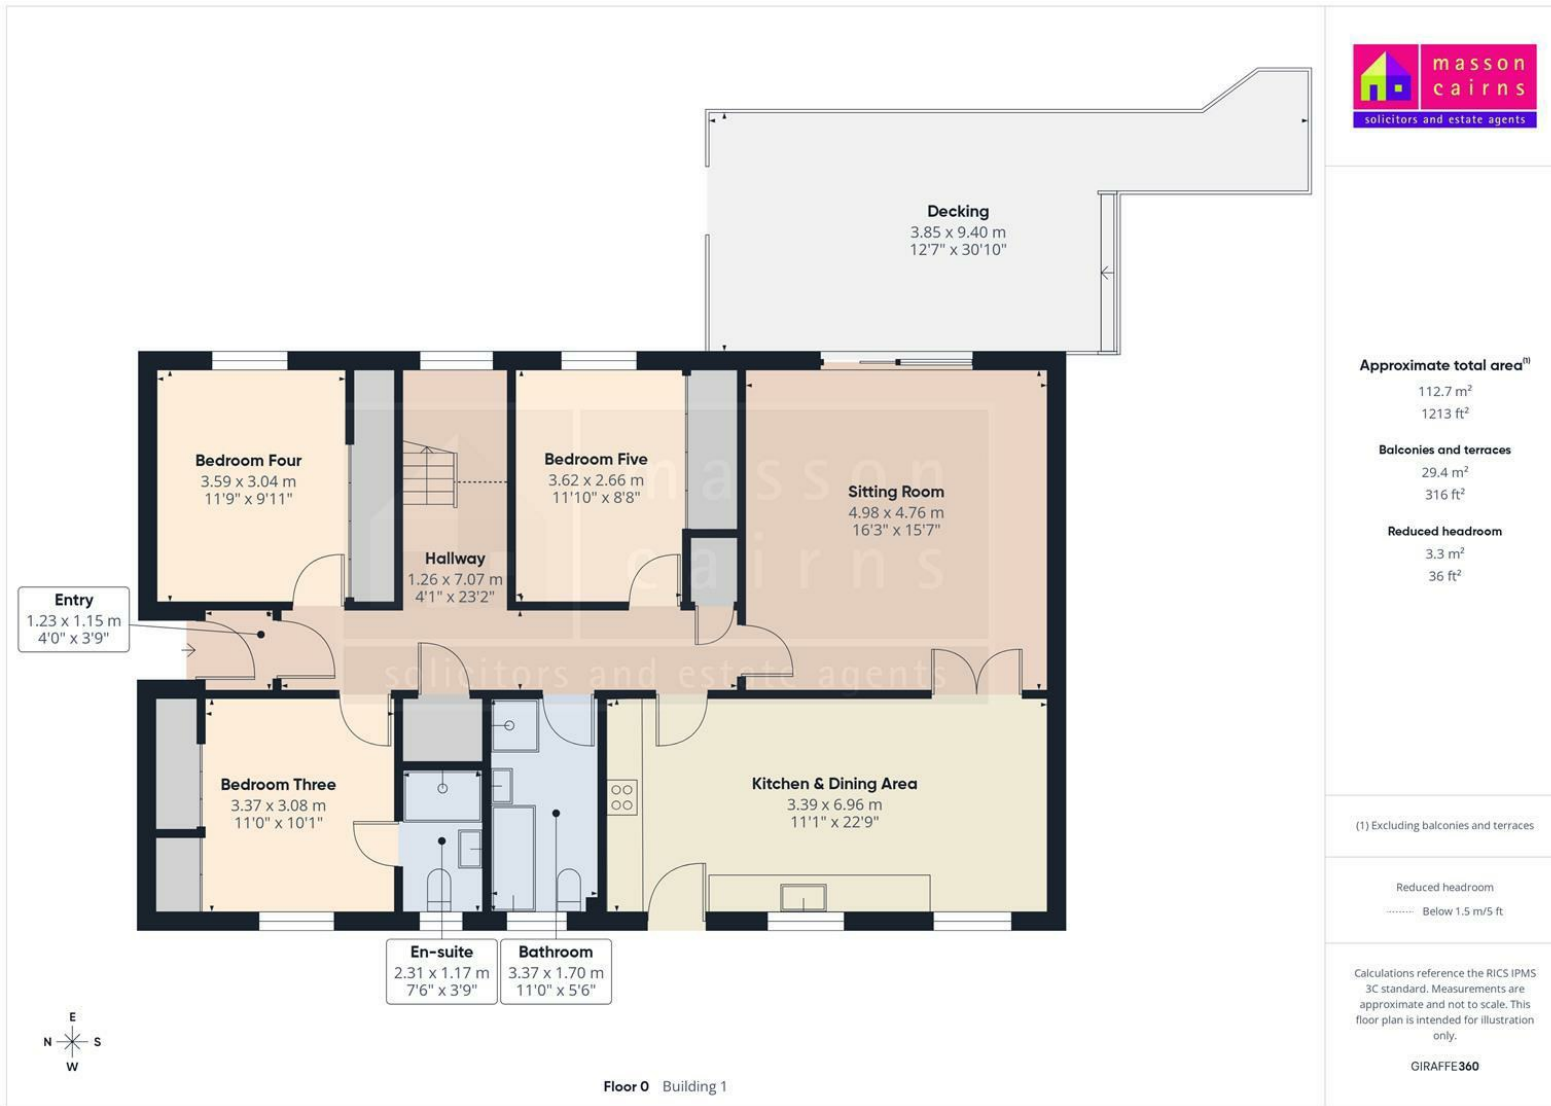 masson
cairns
solicitors and estate agents
Decking
3.85 x 9.40 m
12'7" x 30'10"
Bedroom Four
3.59 x 3.04 m
11'9" x 9'11"
Bedroom Five
3.62 x 2.66 m
11'10" x 8'8"
Sitting Room
4.98 x 4.76 m
16'3" x 15'7"
Hallway
1.26 x 7.07 m
4'1" x 23'2"
Entry
1.23 x 1.15 m
4'0" x 3'9"
masson
cairns
solicitors and estate agents
Bedroom Three
3.37 x 3.08 m
11'0" x 10'1"
Kitchen & Dining Area
3.39 x 6.96 m
11'1" x 22'9"
En-suite
2.31 x 1.17 m
7'6" x 3'9"
Bathroom
3.37 x 1.70 m
11'0" x 5'6"
E
N S
W
Floor 0 Building 1
Approximate total area(1)
112.7 m²
1213 ft²
Balconies and terraces
29.4 m²
316 ft²
Reduced headroom
3.3 m²
36 ft²
(1) Excluding balconies and terraces
Reduced headroom
Below 1.5 m/5 ft
Calculations reference the RICS IPMS
3C standard. Measurements are
approximate and not to scale. This
floor plan is intended for illustration
only.
GIRAFFE360